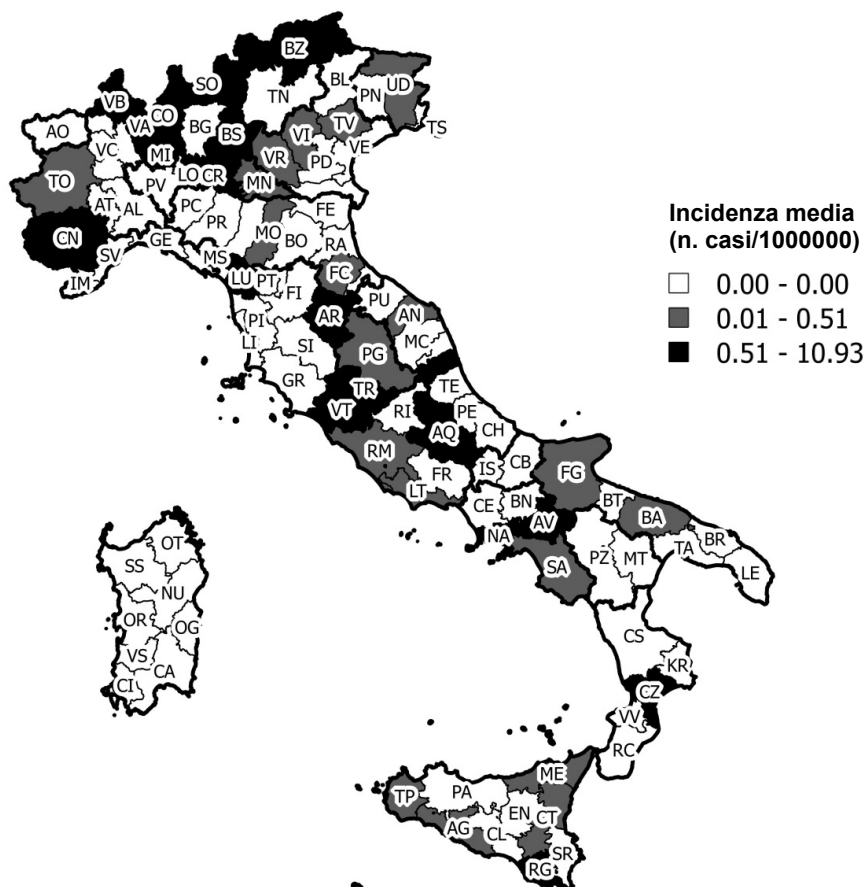 BZ
SO
BL
UD
VB
TN
PN
CO
AO
VA
BG
BS
VI
TV
TS
VC
MI
VR
VE
PD
TO
LO
CR
MN
PV
AT
AL
PC
PR
FE
MO
BO
CN
GE
RA
SV
MS
FC
IM
LU
PT
FI
PU
AR
AN
PI
MC
LI
SI
PG
GR
TR
TE
VT
RI
PE
AQ
CH
RM
FR
IS
CB
FG
LT
CE
BN
BT
BA
NA
AV
SA
PZ
MT
TA
BR
LE
OT
SS
NU
OR
OG
VS
CA
CI
CS
KR
CZ
VV
RC
ME
TP
PA
EN
CT
AG
CL
SR
RG
Incidenza media
(n. casi/1000000)
0.00 - 0.00
0.01 - 0.51
0.51 - 10.93